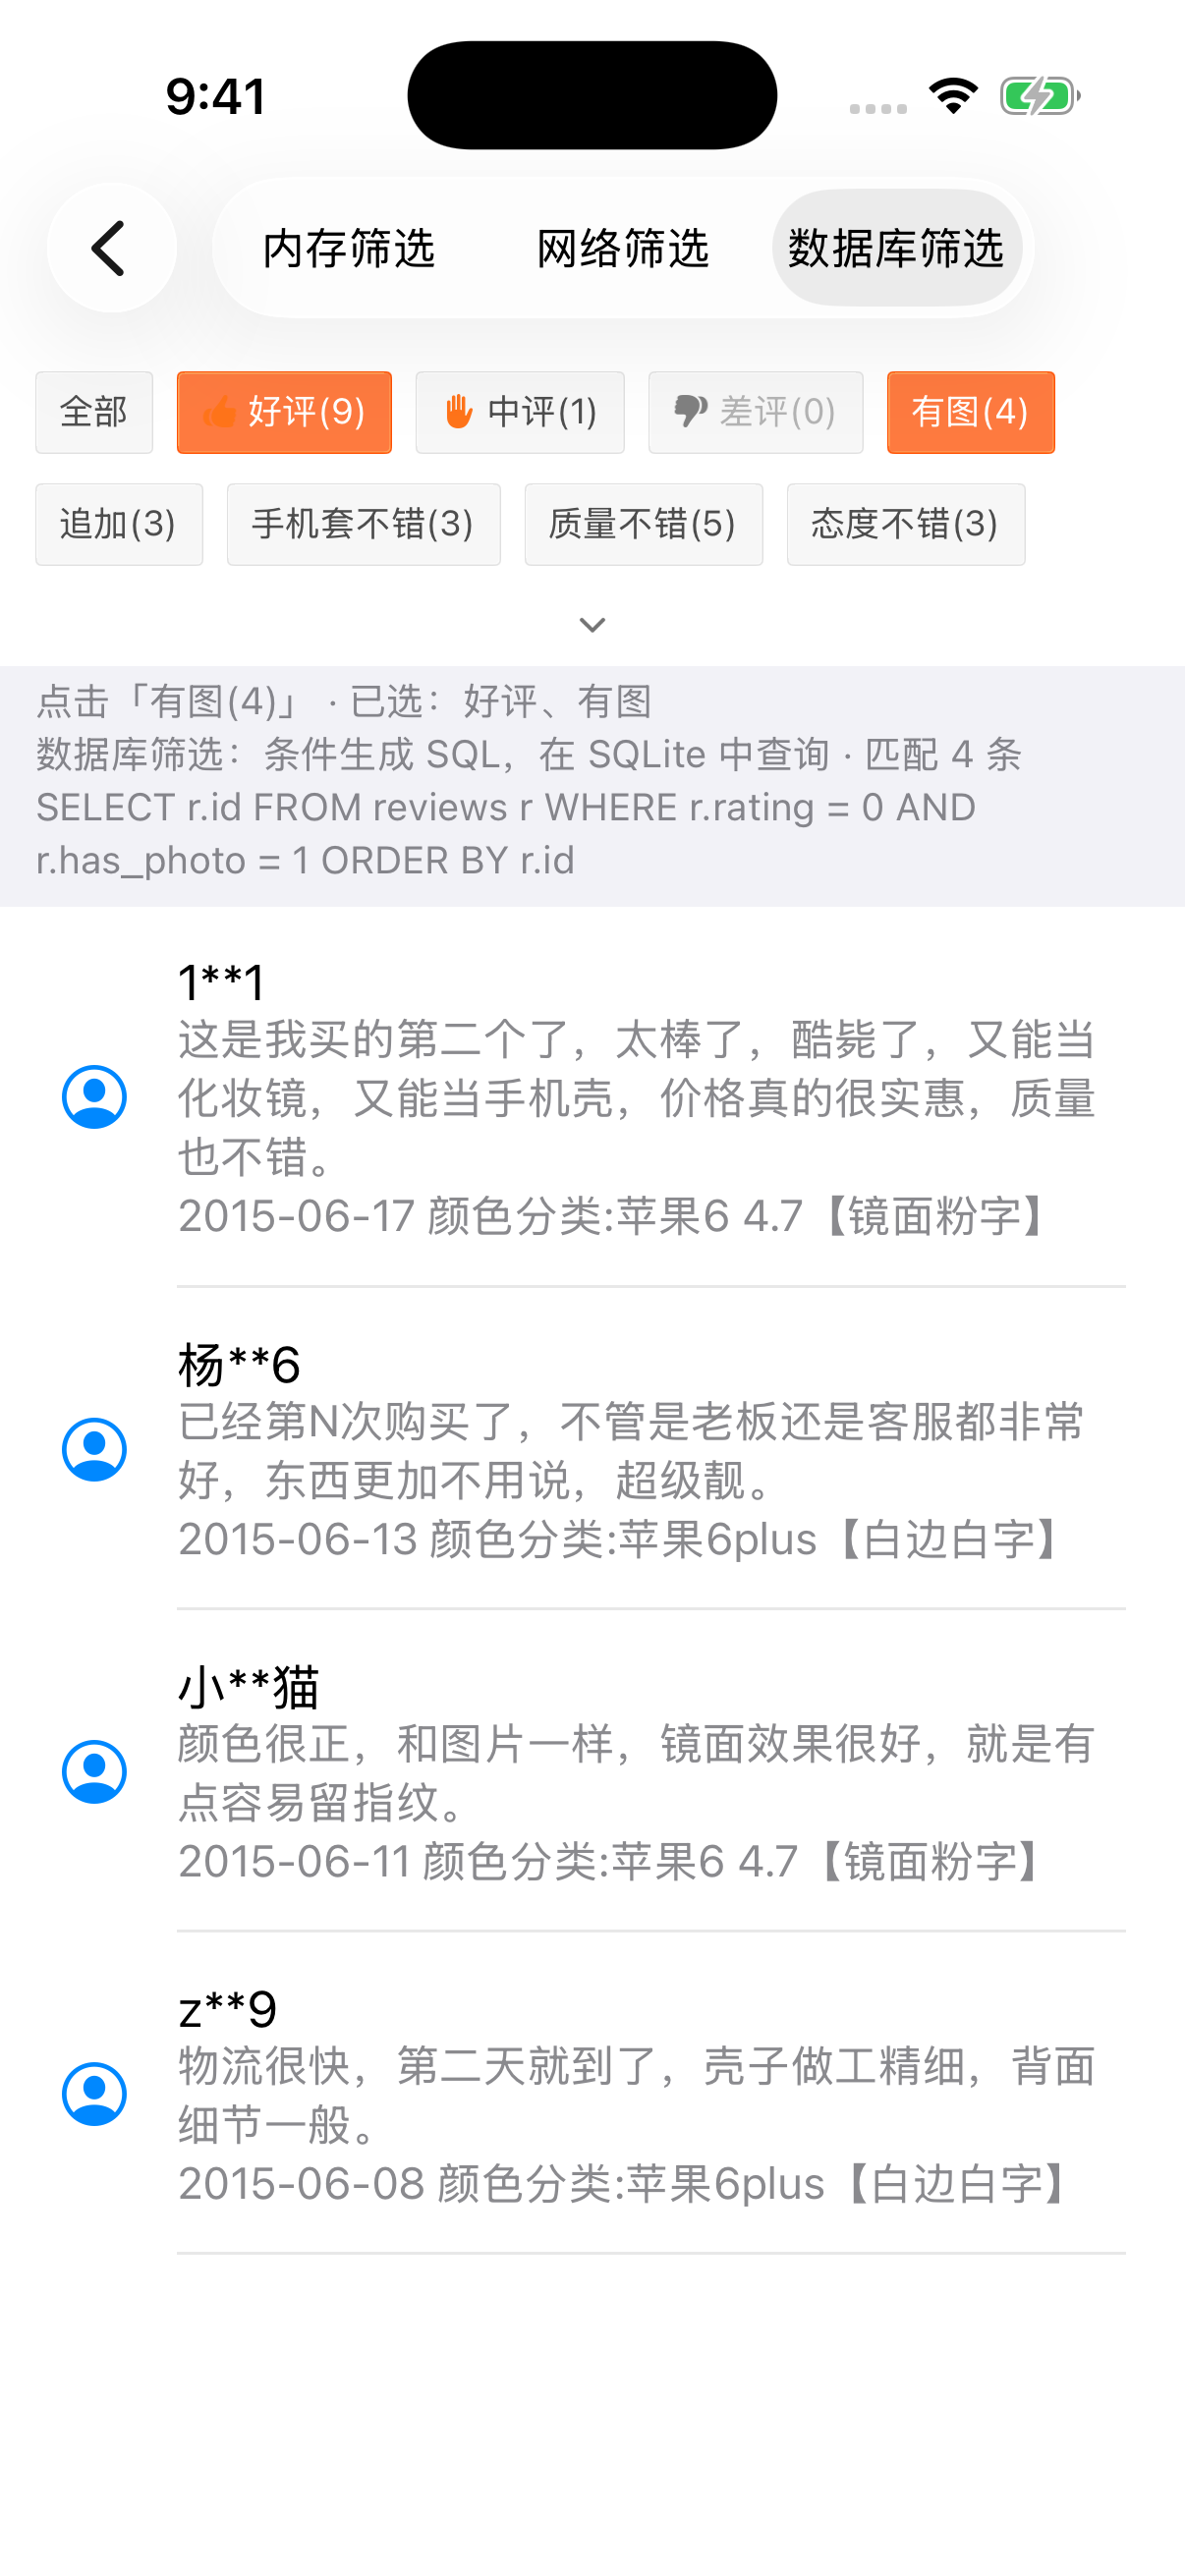 9:41
内存筛选 网络筛选 数据库筛选
全部 好评(9) 中评(1) 差评(0) 有图(4)
追加(3) 手机套不错(3) 质量不错(5) 态度不错(3)
点击「有图(4)」 · 已选：好评、有图
数据库筛选：条件生成 SQL，在 SQLite 中查询 · 匹配 4 条
SELECT r.id FROM reviews r WHERE r.rating = 0 AND
r.has_photo = 1 ORDER BY r.id
1**1
这是我买的第二个了，太棒了，酷毙了，又能当
化妆镜，又能当手机壳，价格真的很实惠，质量
也不错。
2015-06-17 颜色分类:苹果6 4.7【镜面粉字】
杨**6
已经第N次购买了，不管是老板还是客服都非常
好，东西更加不用说，超级靓。
2015-06-13 颜色分类:苹果6plus【白边白字】
小**猫
颜色很正，和图片一样，镜面效果很好，就是有
点容易留指纹。
2015-06-11 颜色分类:苹果6 4.7【镜面粉字】
z**9
物流很快，第二天就到了，壳子做工精细，背面
细节一般。
2015-06-08 颜色分类:苹果6plus【白边白字】